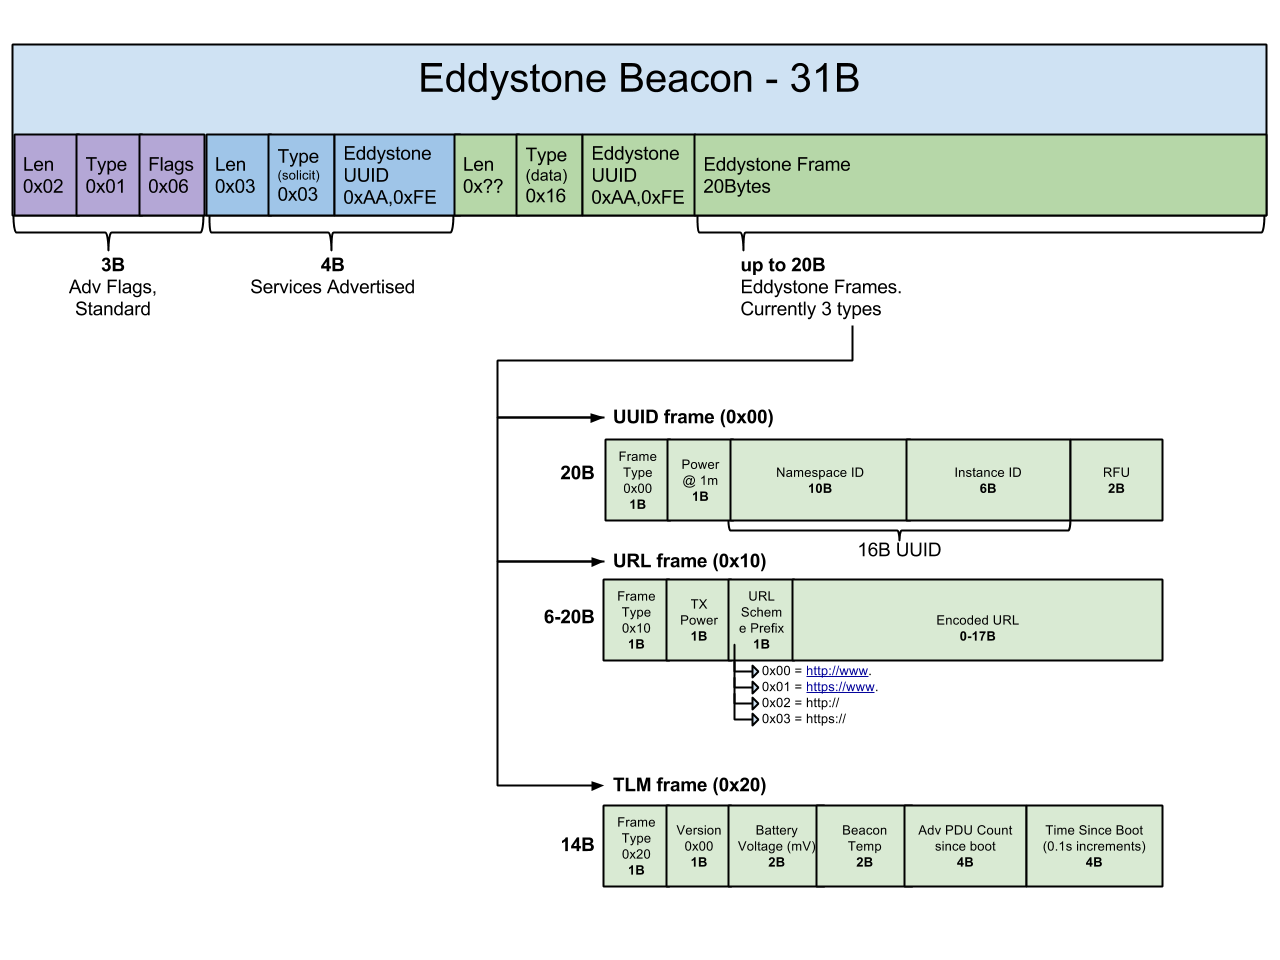 Eddystone Beacon - 31B
Len
0x02
Type
0x01
Flags
0x06
Len
0x03
Type
(solicit)
0x03
Eddystone
UUID
0xAA,0xFE
Len
0x??
Type
(data)
0x16
Eddystone
UUID
0xAA,0xFE
Eddystone Frame
20Bytes
3B
Adv Flags,
Standard
4B
Services Advertised
up to 20B
Eddystone Frames.
Currently 3 types
UUID frame (0x00)
20B
Frame
Type
0x00
1B
Power
@ 1m
1B
Namespace ID
10B
Instance ID
6B
RFU
2B
16B UUID
URL frame (0x10)
6-20B
Frame
Type
0x10
1B
TX
Power
1B
URL
Schem
e Prefix
1B
Encoded URL
0-17B
0x00 = http://www.
0x01 = https://www.
0x02 = http://
0x03 = https://
TLM frame (0x20)
14B
Frame
Type
0x20
1B
Version
0x00
1B
Battery
Voltage (mV)
2B
Beacon
Temp
2B
Adv PDU Count
since boot
4B
Time Since Boot
(0.1s increments)
4B